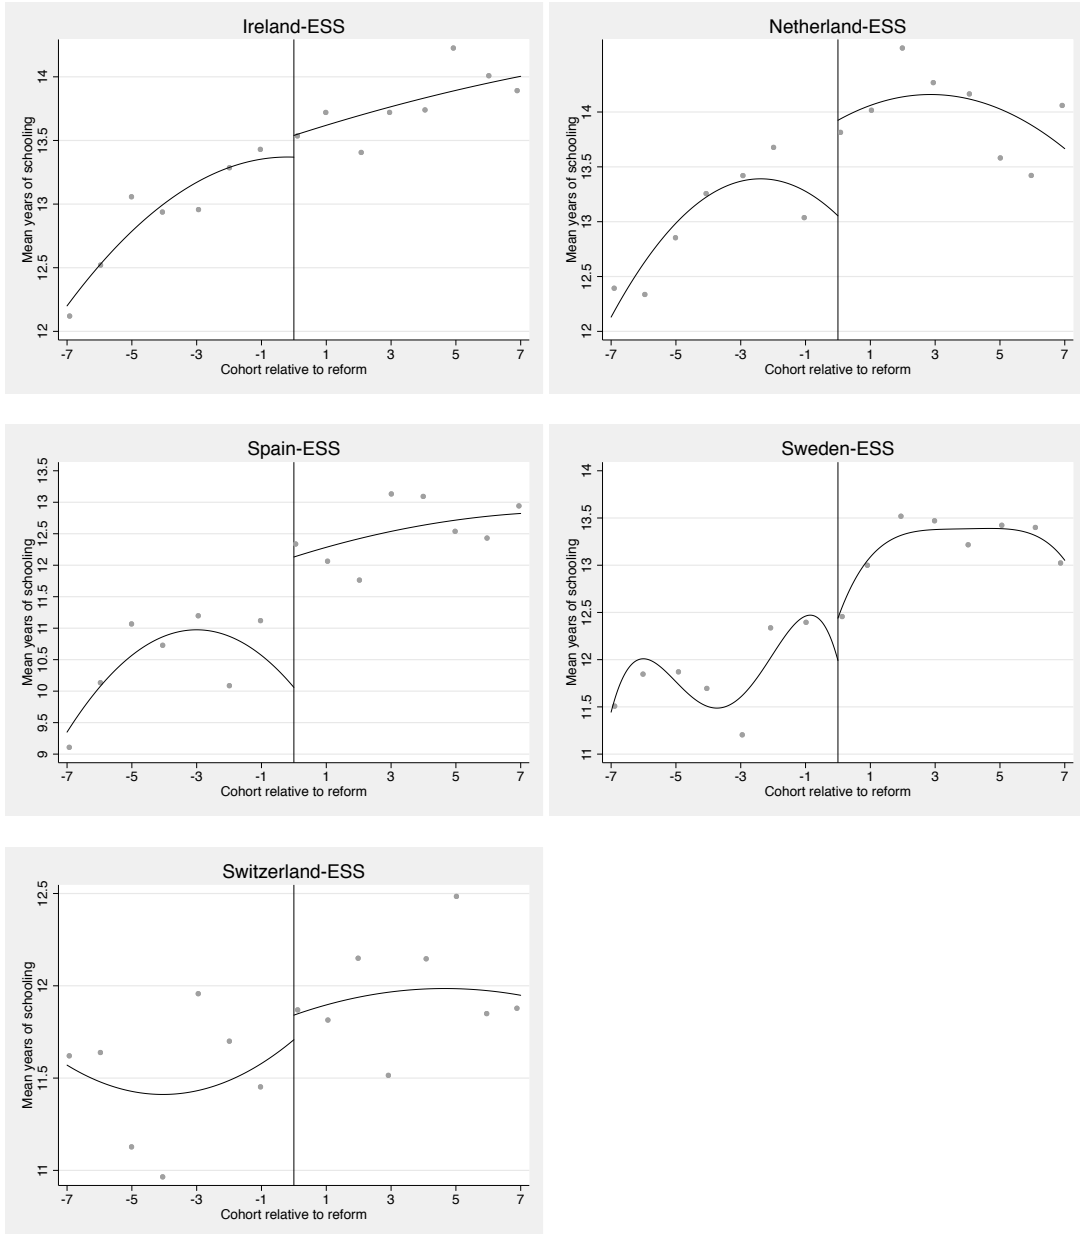 Ireland-ESS
Mean years of schooling
14
13.5
13
12.5
12
-7 -5 -3 -1 1 3 5 7
Cohort relative to reform
Netherland-ESS
Mean years of schooling
14
13.5
13
12.5
12
-7 -5 -3 -1 1 3 5 7
Cohort relative to reform
Spain-ESS
Mean years of schooling
13.5
13
12.5
12
11.5
11
10.5
10
9.5
9
-7 -5 -3 -1 1 3 5 7
Cohort relative to reform
Sweden-ESS
Mean years of schooling
14
13.5
13
12.5
12
11.5
11
-7 -5 -3 -1 1 3 5 7
Cohort relative to reform
Switzerland-ESS
Mean years of schooling
12.5
12
11.5
11
-7 -5 -3 -1 1 3 5 7
Cohort relative to reform